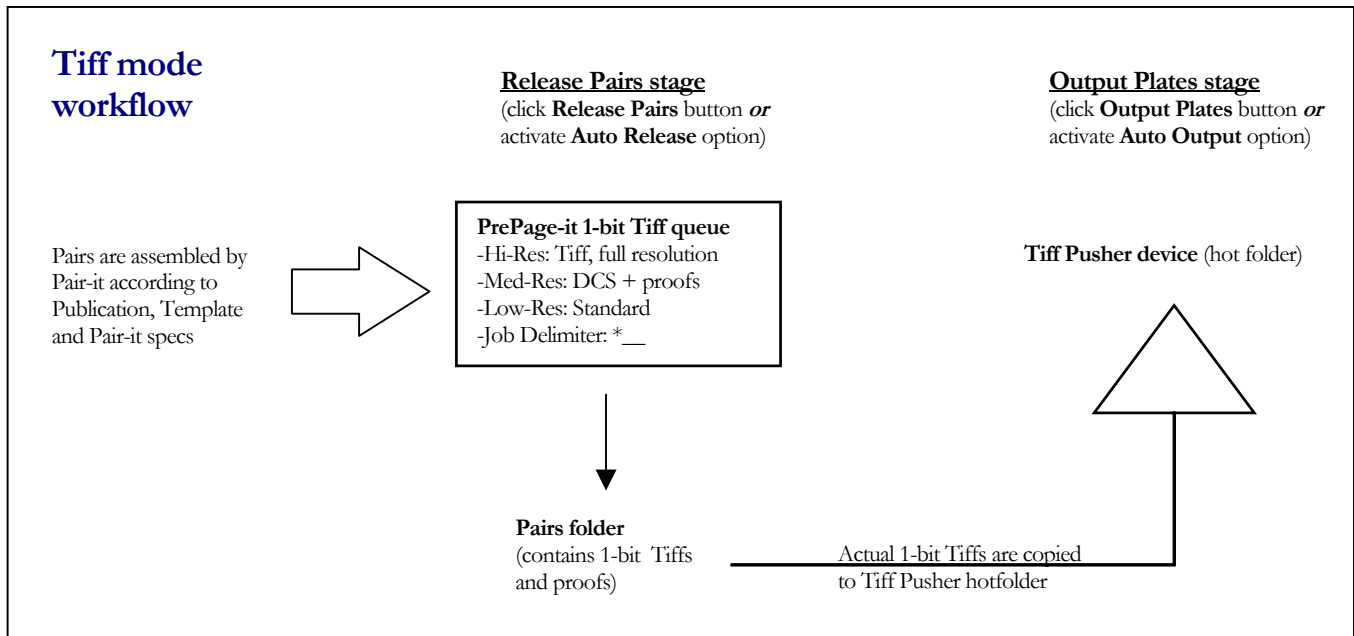 Tiff mode
workflow
Release Pairs stage
(click Release Pairs button or
activate Auto Release option)
Output Plates stage
(click Output Plates button or
activate Auto Output option)
Pairs are assembled by
Pair-it according to
Publication, Template
and Pair-it specs
PrePage-it 1-bit Tiff queue
-Hi-Res: Tiff, full resolution
-Med-Res: DCS + proofs
-Low-Res: Standard
-Job Delimiter: *__
Tiff Pusher device (hot folder)
Pairs folder
(contains 1-bit Tiffs
and proofs)
Actual 1-bit Tiffs are copied
to Tiff Pusher hotfolder